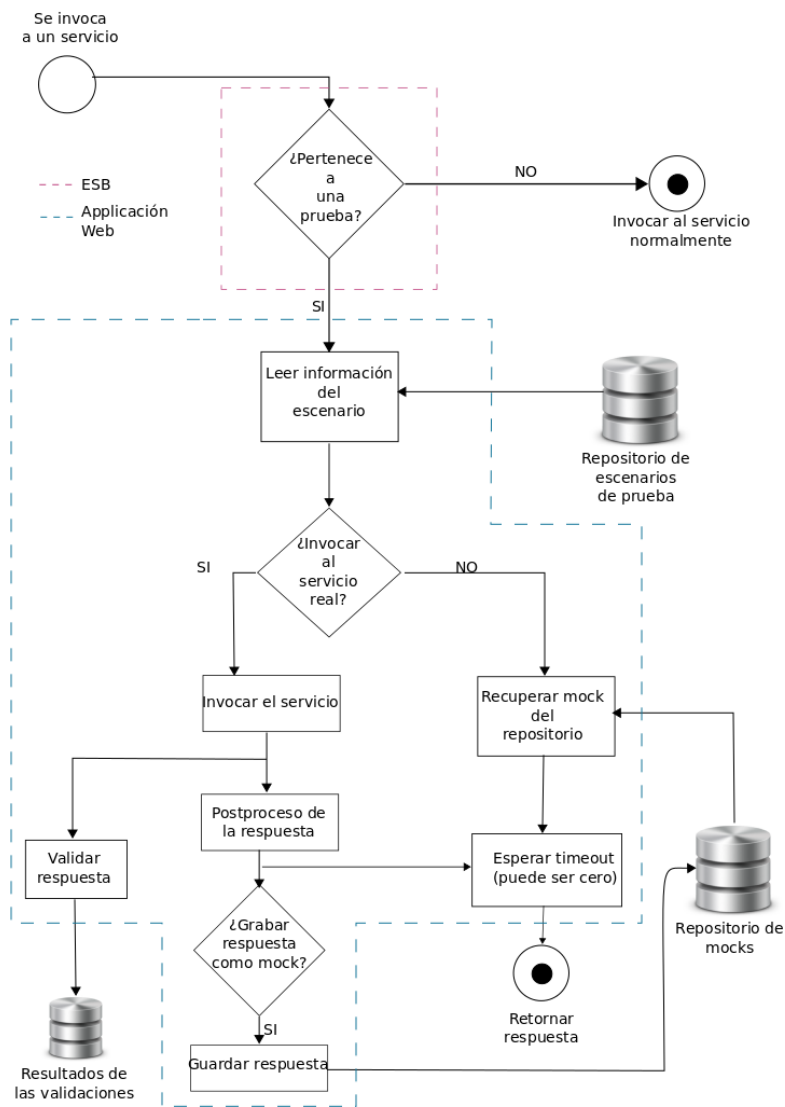 Se invoca
a un servicio
¿Pertenece
a
una
prueba?
NO
Invocar al servicio
normalmente
ESB
Applicación
Web
SI
Leer información
del
escenario
Repositorio de
escenarios
de prueba
¿Invocar
al
servicio
real?
SI
NO
Invocar el servicio
Recuperar mock
del
repositorio
Postproceso de
la respuesta
Validar
respuesta
Esperar timeout
(puede ser cero)
Repositorio de
mocks
¿Grabar
respuesta
como mock?
Retornar
respuesta
SI
Guardar respuesta
Resultados de
las validaciones